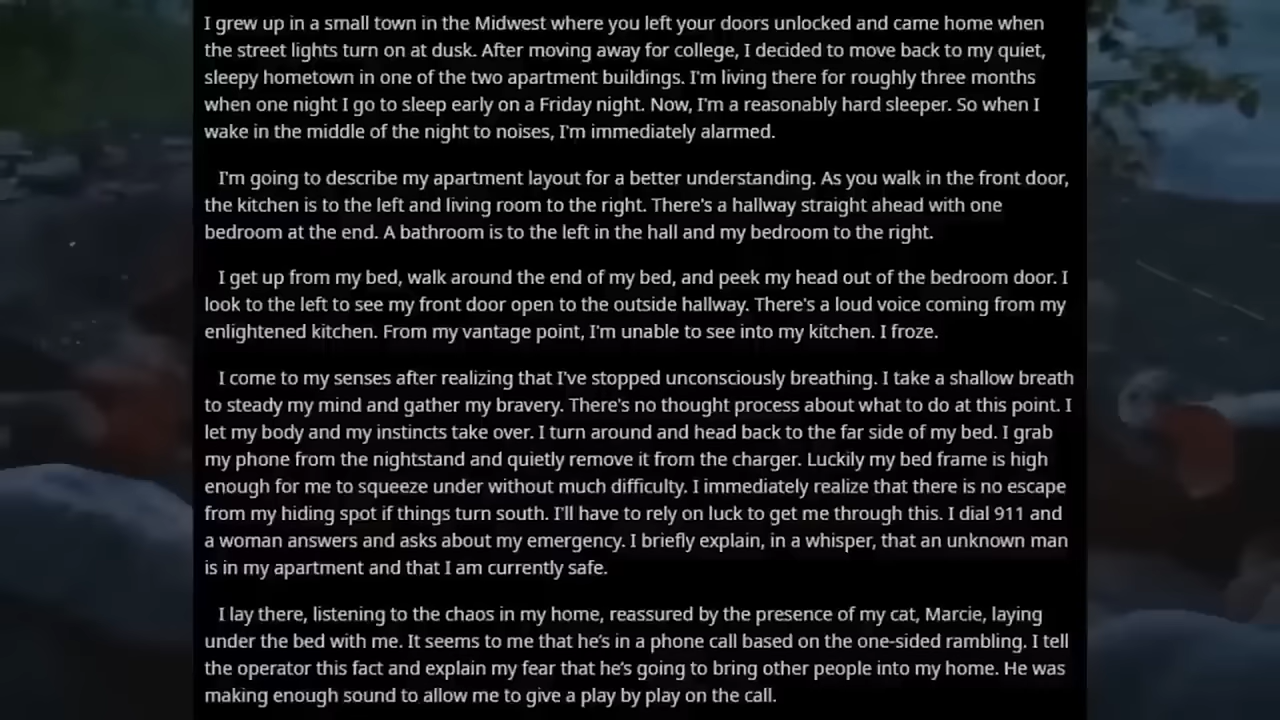 I grew up in a small town in the Midwest where you left your doors unlocked and came home when
the street lights turn on at dusk. After moving away for college, I decided to move back to my quiet,
sleepy hometown in one of the two apartment buildings. I'm living there for roughly three months
when one night I go to sleep early on a Friday night. Now, I'm a reasonably hard sleeper. So when I
wake in the middle of the night to noises, I'm immediately alarmed.
I'm going to describe my apartment layout for a better understanding. As you walk in the front door,
the kitchen is to the left and living room to the right. There's a hallway straight ahead with one
bedroom at the end. A bathroom is to the left in the hall and my bedroom to the right.
I get up from my bed, walk around the end of my bed, and peek my head out of the bedroom door. I
look to the left to see my front door open to the outside hallway. There's a loud voice coming from my
enlightened kitchen. From my vantage point, I'm unable to see into my kitchen. I froze.
I come to my senses after realizing that I've stopped unconsciously breathing. I take a shallow breath
to steady my mind and gather my bravery. There's no thought process about what to do at this point. I
let my body and my instincts take over. I turn around and head back to the far side of my bed. I grab
my phone from the nightstand and quietly remove it from the charger. Luckily my bed frame is high
enough for me to squeeze under without much difficulty. I immediately realize that there is no escape
from my hiding spot if things turn south. I'll have to rely on luck to get me through this. I dial 911 and
a woman answers and asks about my emergency. I briefly explain, in a whisper, that an unknown man
is in my apartment and that I am currently safe.
I lay there, listening to the chaos in my home, reassured by the presence of my cat, Marcie, laying
under the bed with me. It seems to me that he's in a phone call based on the one-sided rambling. I tell
the operator this fact and explain my fear that he's going to bring other people into my home. He was
making enough sound to allow me to give a play by play on the call.